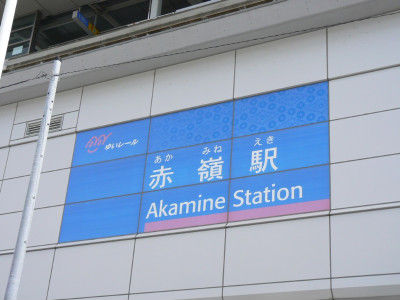 ゆいレール
あか みね えき
赤嶺駅
Akamine Station